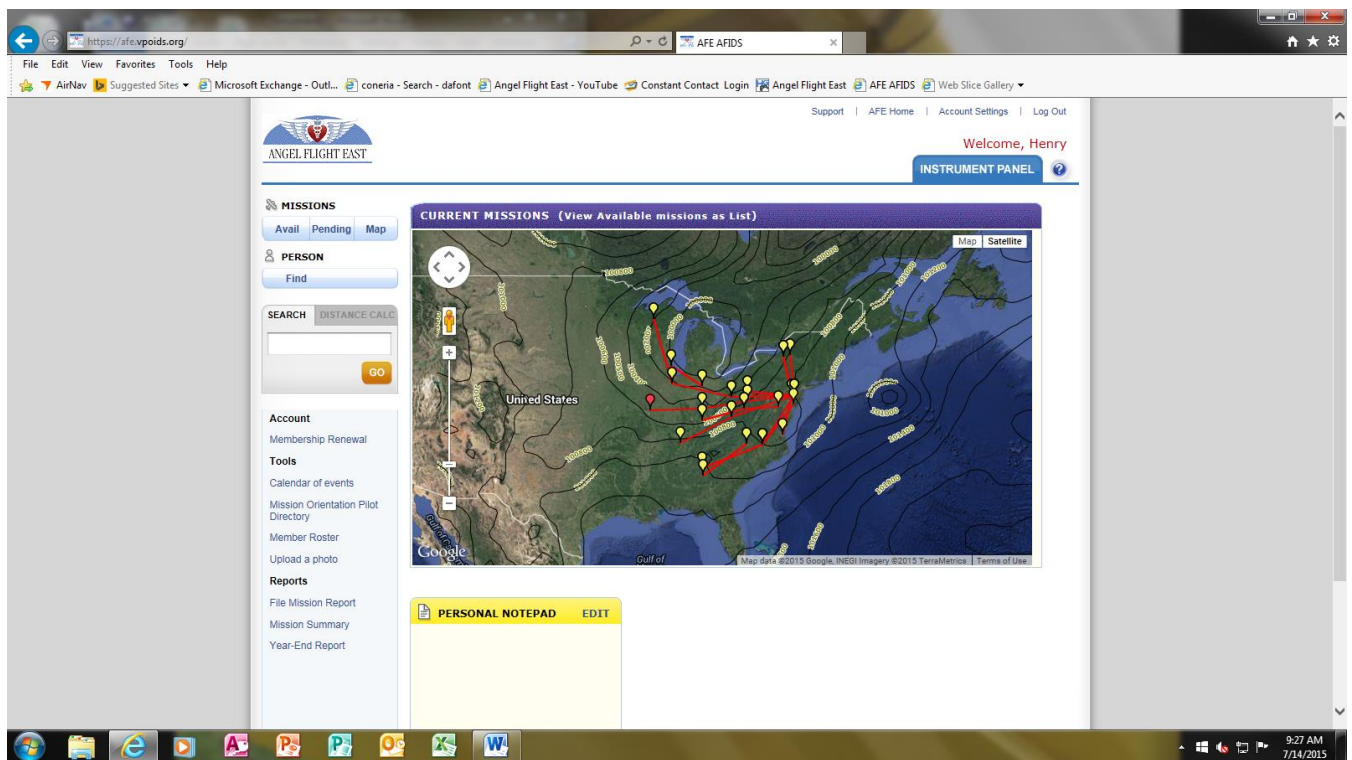 https://afe.vpoids.org/
AFE AFIDS
File Edit View Favorites Tools Help
AirNav Suggested Sites Microsoft Exchange - Outl... coneria - Search - dafont Angel Flight East - YouTube Constant Contact Login Angel Flight East AFE AFIDS Web Slice Gallery
Support | AFE Home | Account Settings | Log Out
ANGEL FLIGHT EAST
Welcome, Henry
INSTRUMENT PANEL
MISSIONS
Avail Pending Map
PERSON
Find
SEARCH DISTANCE CALC
GO
Account
Membership Renewal
Tools
Calendar of events
Mission Orientation Pilot
Directory
Member Roster
Upload a photo
Reports
File Mission Report
Mission Summary
Year-End Report
CURRENT MISSIONS (View Available missions as List)
Map Satellite
United States
Google
Gulf of
Map data ©2015 Google, INEGI Imagery ©2015 TerraMetrics Terms of Use
PERSONAL NOTEPAD EDIT
9:27 AM
7/14/2015